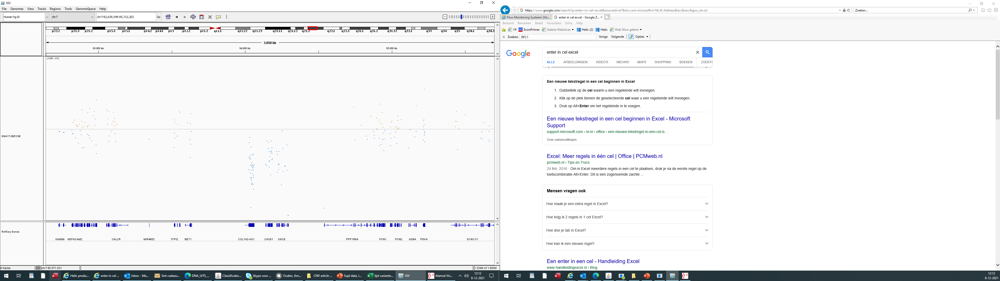 IGV
File Genomes View Tracks Regions Tools GenomeSpace Help
Human hg19 chr7 chr7:92,639,549-95,712,202 Go
p22.2 p21.3 p21.2 p15.3 p15.1 p14.2 p14.1 p13 p12.2 p11.2 q11.1 q11.22 q11.23 q21.11 q21.12 q21.2 q22.1 q22.3 q31.1 q31.2 q31.32 q32.1 q33 q34 q35 q36.1 q36.3
3.058 kb
93.000 kb 94.000 kb 95.000 kb
[-5,556 - 4,51]
DNA17-08513B
RefSeq Genes
SAMD9 HEPACAM2 CALCR MIR4652 TFPI2 BET1 COL1A2-AS1 CASD1 SGCE PPP1R9A PON1 PON2 ASB4 PDK4 DYNC1I1
4 tracks chr7:95.071.031 1.334M of 1.605M
Helix produ... enter in cel ... Inbox - Ma... Sint cadeau... DNA_UITS_... Classificatio... Skype voor ... Ouden, Am... CNV article ... Supl data, I... lijst variante... IGV Alamut Vis...
12:12
8-12-2021
https://www.google.com/search?q=enter+in+cel+excel&sourceid=ie7&rls=com.microsoft:nl-NL:IE-Address&ie=&oe=&gws_rd=ssl
Zoeken...
Flow Monitoring Systeem (hlx... enter in cel excel - Google Z...
Bestand Bewerken Beeld Favorieten Extra Help
1# ExonPrimer Galerie Webslices Helix (2) Helix Web Slice-galerie
x Zoeken: RFC1 Vorige Volgende Opties
Google
enter in cel excel
ALLE AFBEELDINGEN VIDEO'S NIEUWS MAPS SHOPPING BOEKEN ZOEKTO
Een nieuwe tekstregel in een cel beginnen in Excel
1. Dubbelklik op de cel waarin u een regeleinde wilt invoegen.
2. Klik op de plek binnen de geselecteerde cel waar u een regeleinde wilt invoegen.
3. Druk op Alt+Enter om het regeleinde in te voegen.
Een nieuwe tekstregel in een cel beginnen in Excel - Microsoft
Support
support.microsoft.com › nl-nl › office › een-nieuwe-tekstregel-in-een-cel-b...
Over samenvattingen
Excel: Meer regels in één cel | Office | PCMweb.nl
pcmweb.nl › Tips en Trucs
24 feb. 2016 · Om in Excel meerdere regels in een cel te plaatsen, druk je na de eerste regel op de
toetscombinatie Alt+Enter. Dit is een zogenoemde zachte ...
Mensen vragen ook
Hoe maak je een extra regel in Excel?
Hoe krijg ik 2 regels in 1 cel Excel?
Hoe doe je tab in Excel?
Hoe kan ik een nieuwe regel?
Een enter in een cel - Handleiding Excel
www.handleidingexcel.nl › Blog
12:12
8-12-2021